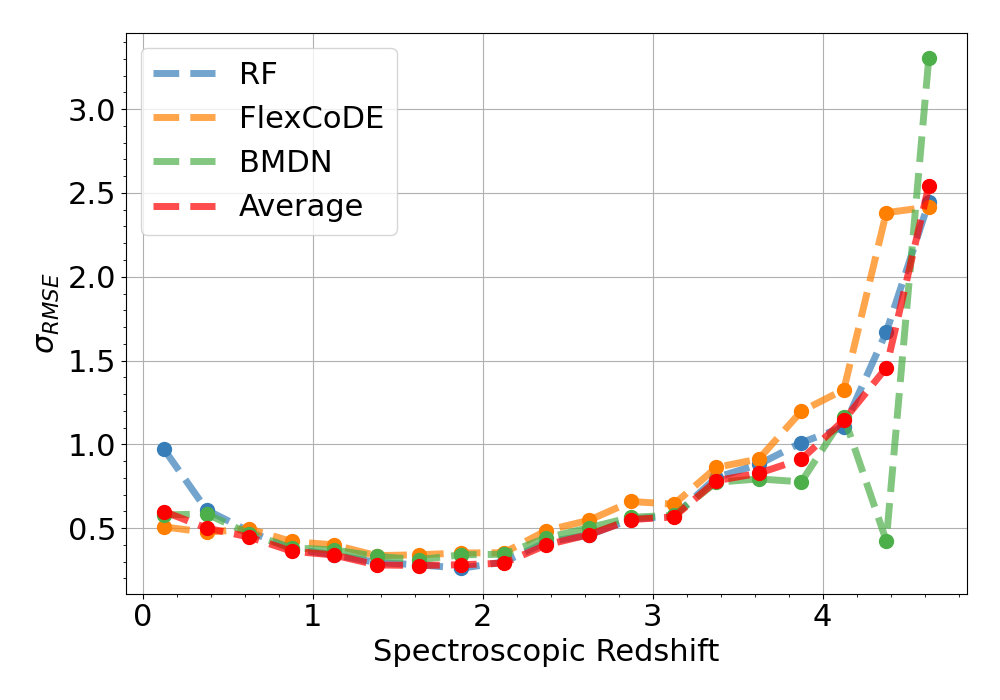 RF
FlexCoDE
BMDN
Average
3.0
2.5
2.0
1.5
1.0
0.5
σRMSE
0 1 2 3 4
Spectroscopic Redshift